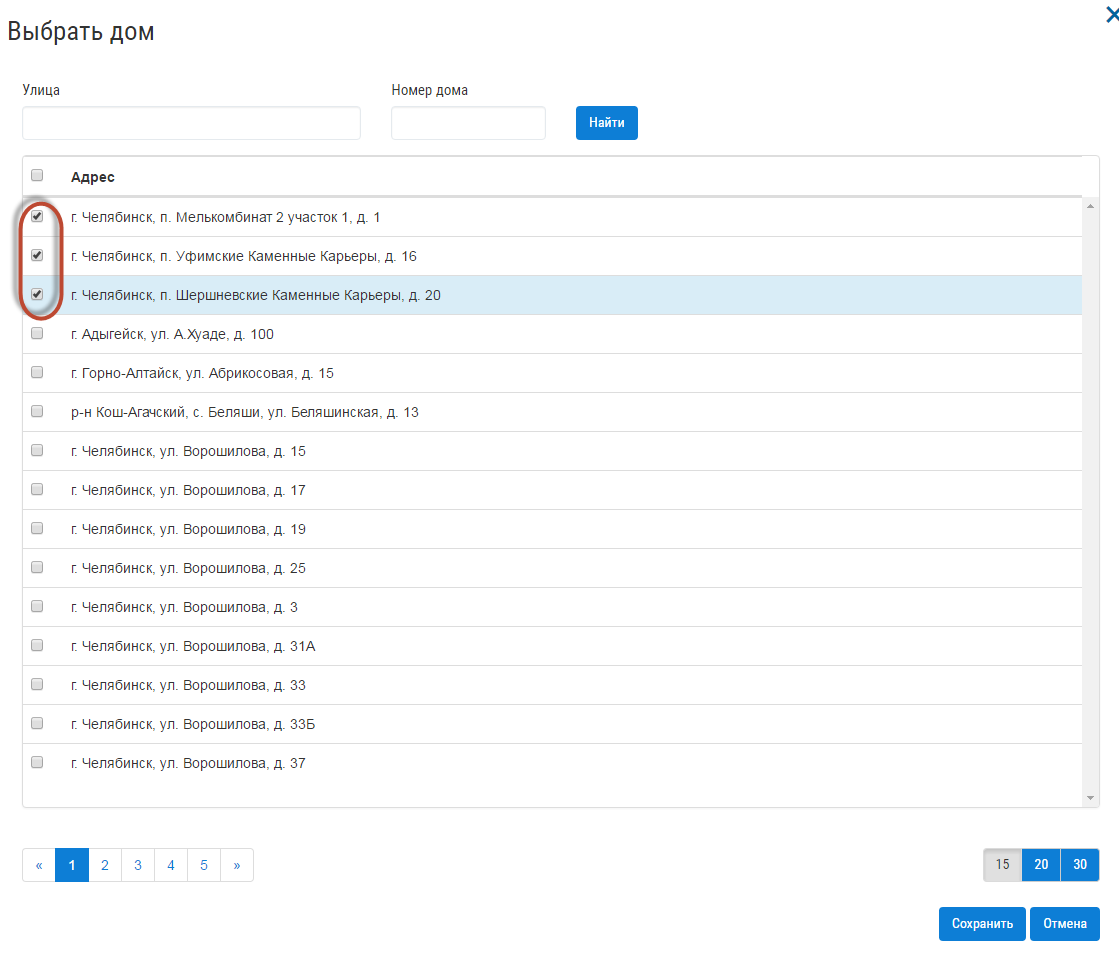 Выбрать дом
Улица
Номер дома
Найти
Адрес
г. Челябинск, п. Мелькомбинат 2 участок 1, д. 1
г. Челябинск, п. Уфимские Каменные Карьеры, д. 16
г. Челябинск, п. Шершневские Каменные Карьеры, д. 20
г. Адыгейск, ул. А.Хуаде, д. 100
г. Горно-Алтайск, ул. Абрикосовая, д. 15
р-н Кош-Агачский, с. Беляши, ул. Беляшинская, д. 13
г. Челябинск, ул. Ворошилова, д. 15
г. Челябинск, ул. Ворошилова, д. 17
г. Челябинск, ул. Ворошилова, д. 19
г. Челябинск, ул. Ворошилова, д. 25
г. Челябинск, ул. Ворошилова, д. 3
г. Челябинск, ул. Ворошилова, д. 31А
г. Челябинск, ул. Ворошилова, д. 33
г. Челябинск, ул. Ворошилова, д. 33Б
г. Челябинск, ул. Ворошилова, д. 37
« 1 2 3 4 5 »
15 20 30
Сохранить Отмена